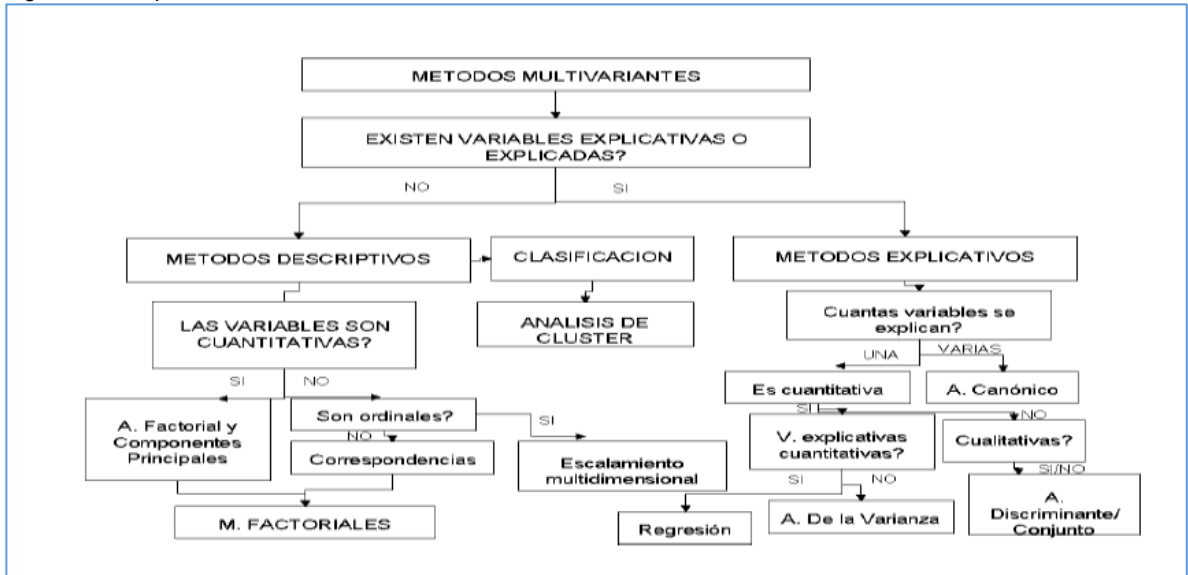 METODOS MULTIVARIANTES
EXISTEN VARIABLES EXPLICATIVAS O
EXPLICADAS?
NO
SI
METODOS DESCRIPTIVOS
CLASIFICACION
METODOS EXPLICATIVOS
LAS VARIABLES SON
CUANTITATIVAS?
ANALISIS DE
CLUSTER
Cuantas variables se
explican?
UNA
VARIAS
SI
NO
Es cuantitativa
A. Canónico
A. Factorial y
Componentes
Principales
Son ordinales?
SI
NO
Correspondencias
Escalamiento
multidimensional
SI
NO
V. explicativas
cuantitativas?
Cualitativas?
SI
NO
SI/NO
M. FACTORIALES
Regresión
A. De la Varianza
A.
Discriminante/
Conjunto